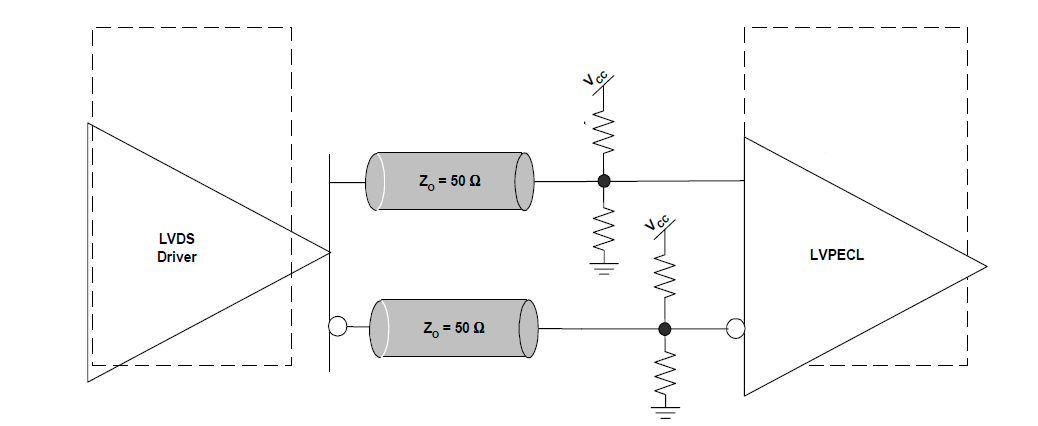 V_CC
Z_O = 50 Ω
LVDS
Driver
V_CC
LVPECL
Z_O = 50 Ω